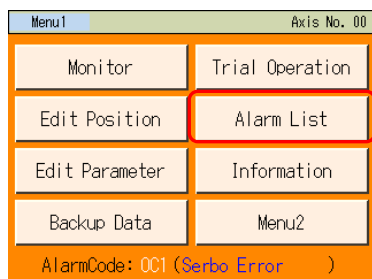 Menu1 Axis No. 00
Monitor Trial Operation
Edit Position Alarm List
Edit Parameter Information
Backup Data Menu2
AlarmCode: 0C1 (Serbo Error )